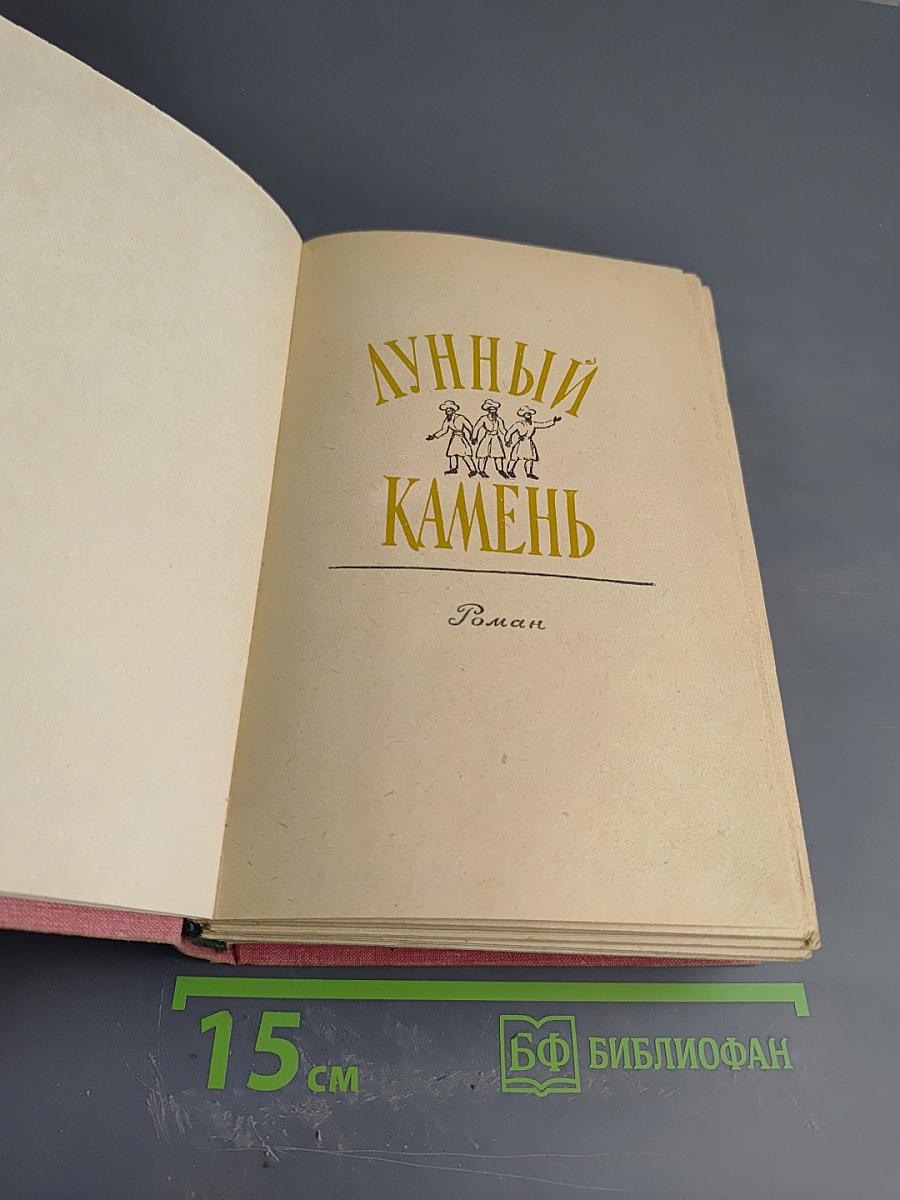 ЛУННЫЙ
КАМЕНЬ
Роман
15 см
БФ БИБЛИОФАН